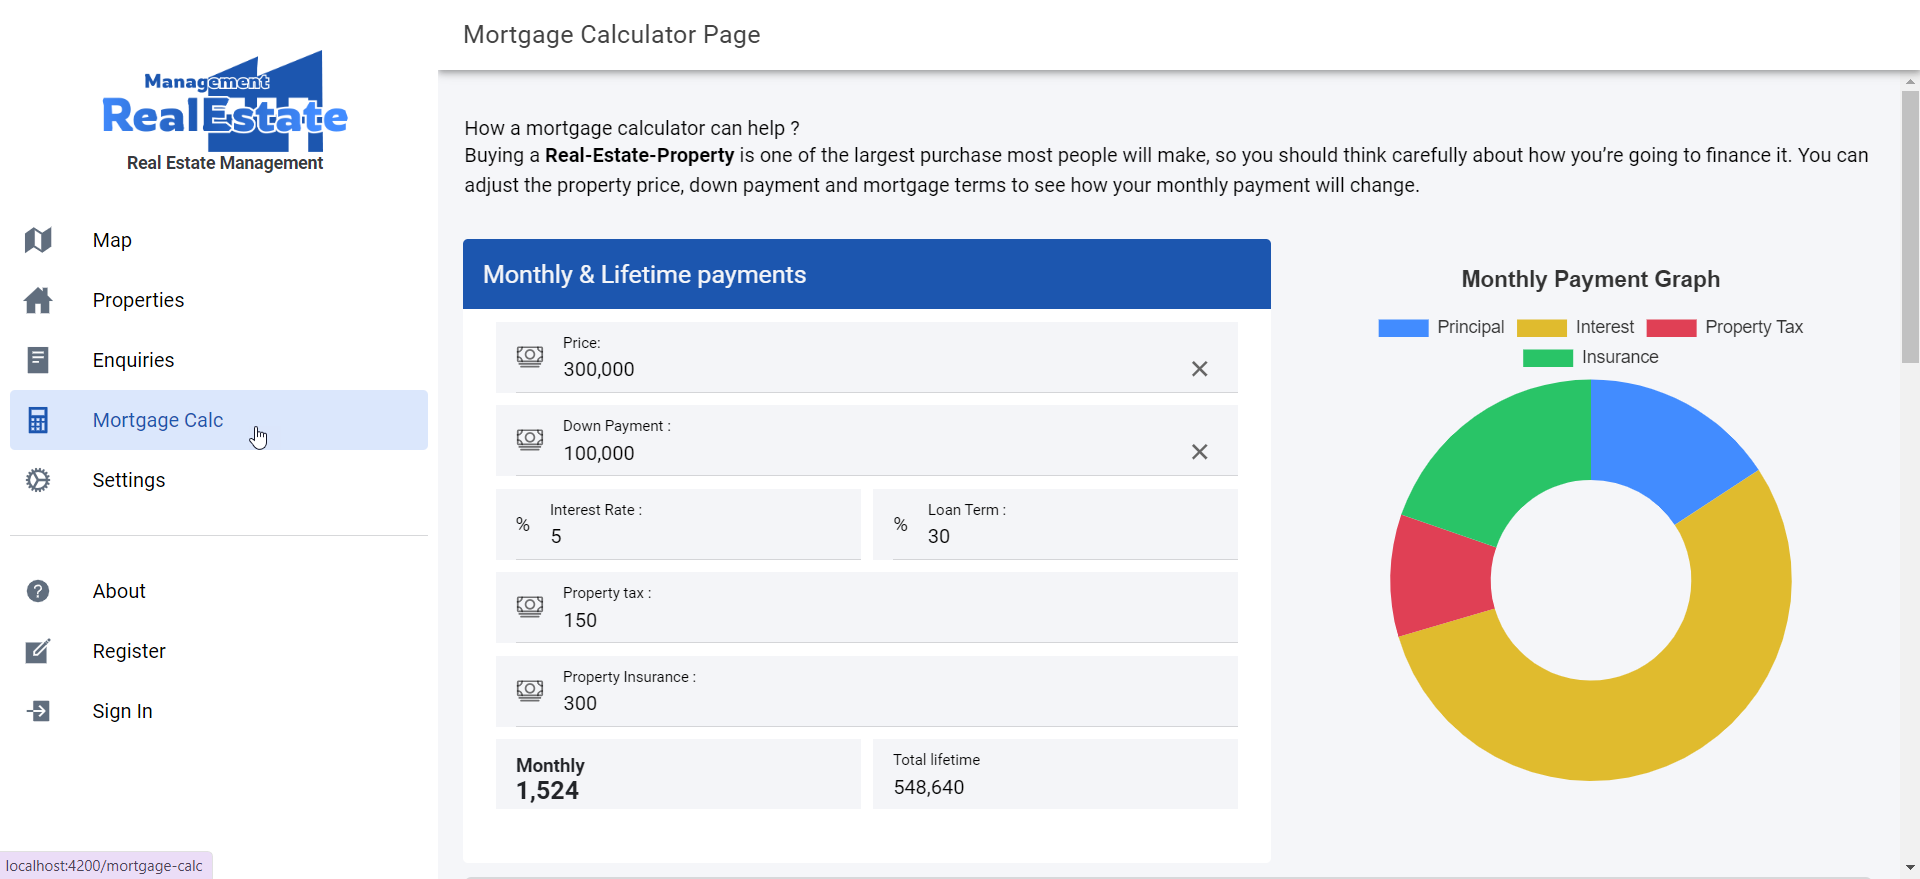 Management
RealEstate
Real Estate Management
Map
Properties
Enquiries
Mortgage Calc
Settings
About
Register
Sign In
localhost:4200/mortgage-calc
Mortgage Calculator Page
How a mortgage calculator can help ?
Buying a Real-Estate-Property is one of the largest purchase most people will make, so you should think carefully about how you’re going to finance it. You can
adjust the property price, down payment and mortgage terms to see how your monthly payment will change.
Monthly & Lifetime payments
Price:
300,000
Down Payment :
100,000
% Interest Rate :
5
% Loan Term :
30
Property tax :
150
Property Insurance :
300
Monthly
1,524
Total lifetime
548,640
Monthly Payment Graph
Principal Interest Property Tax
Insurance